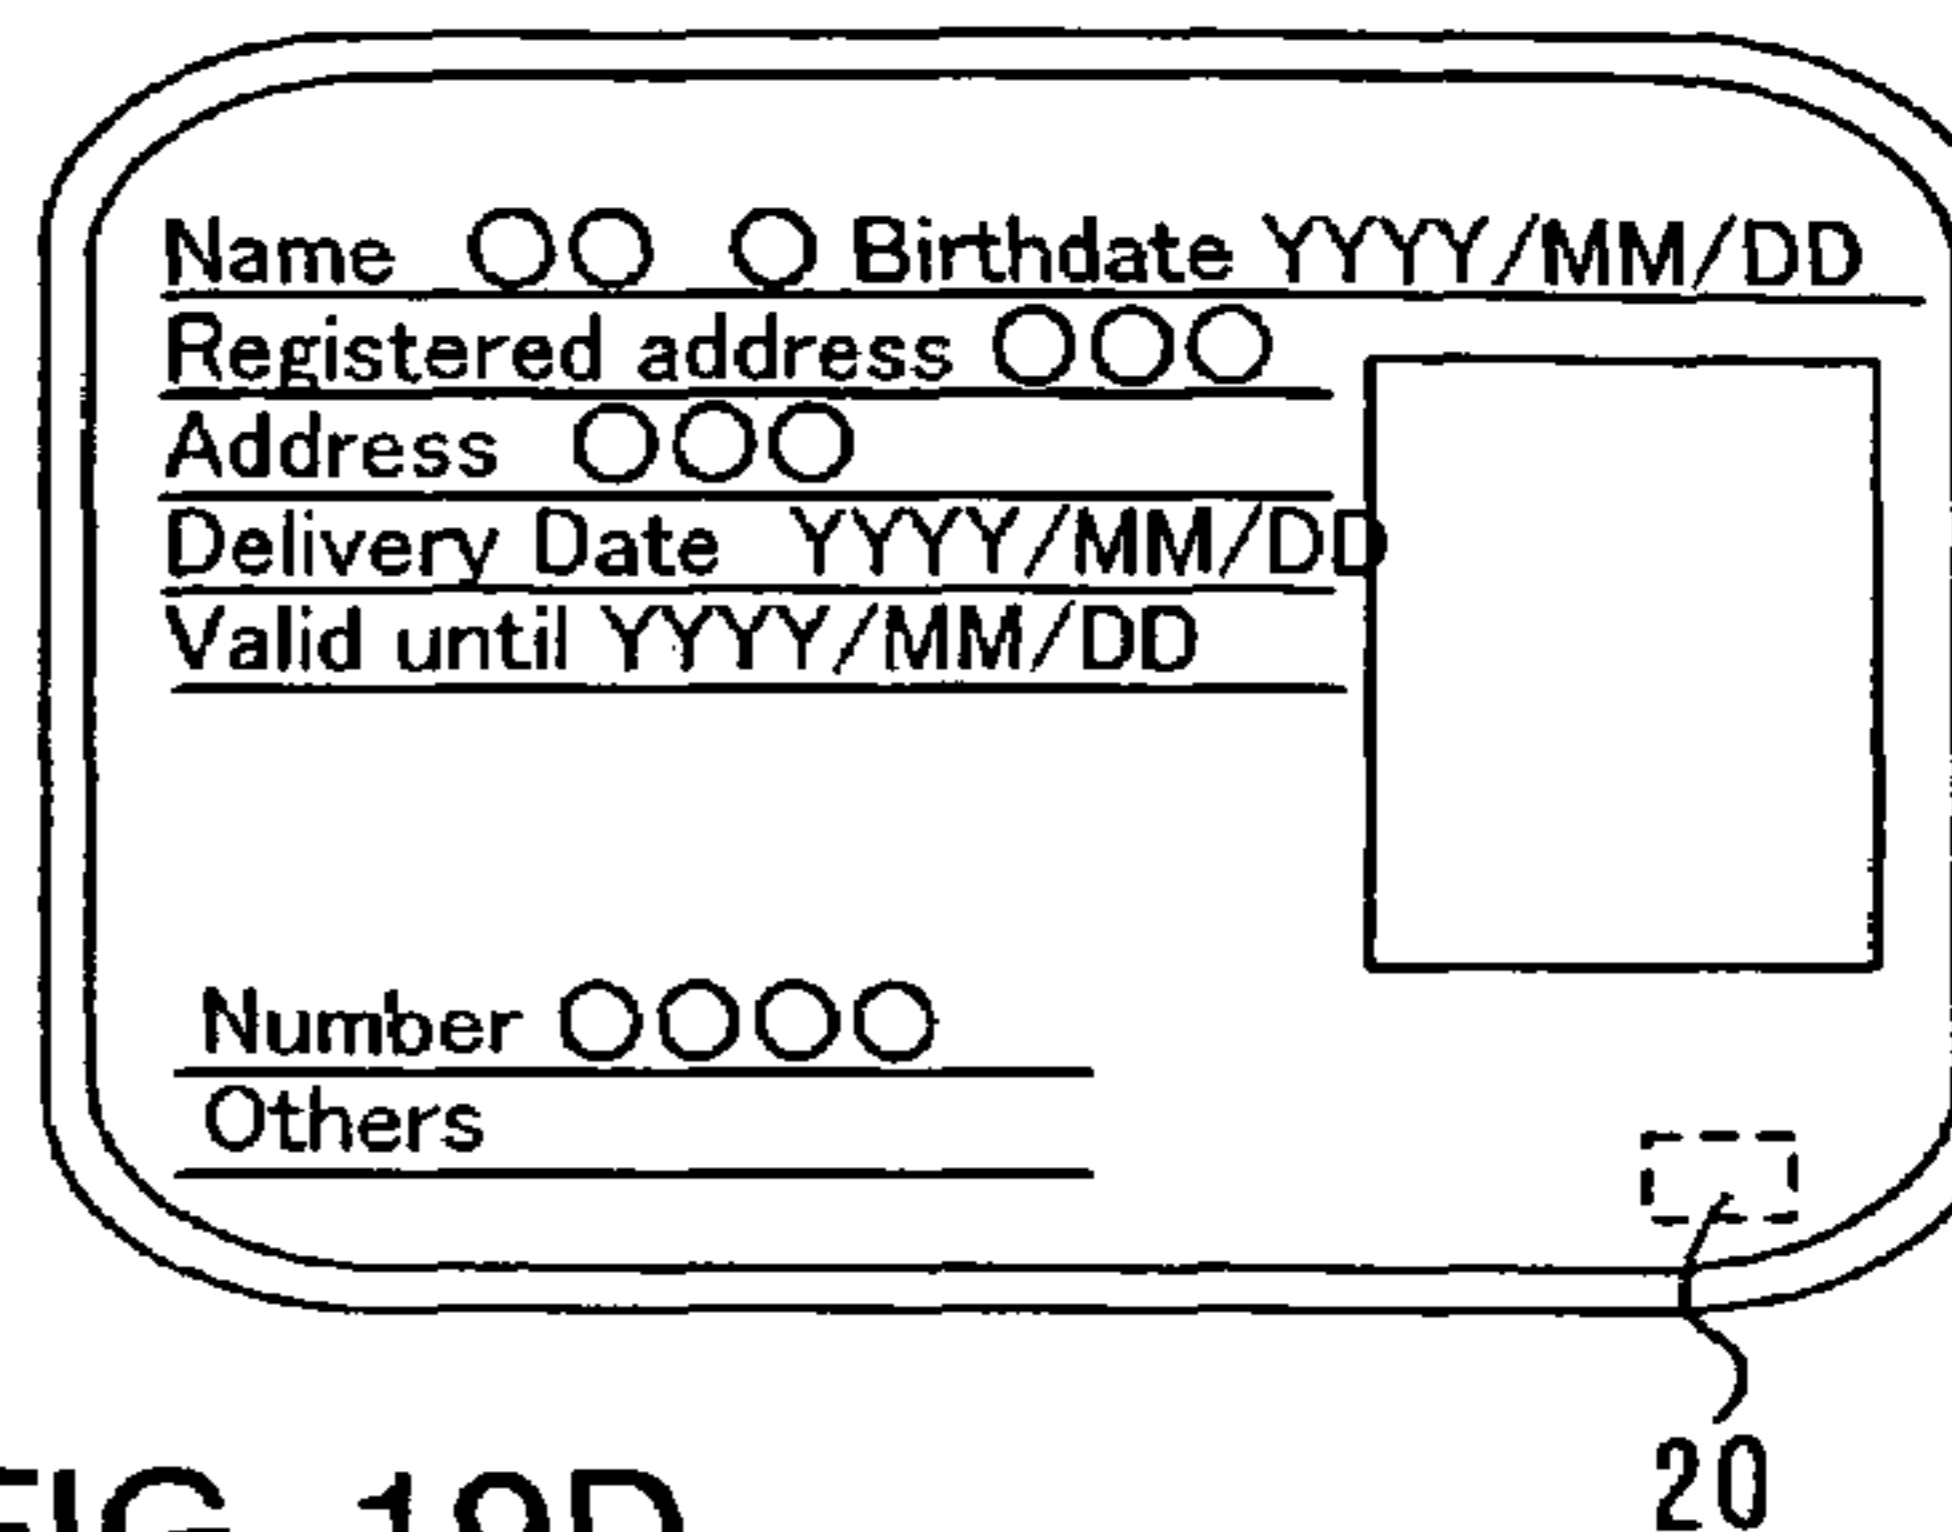 Name ○○ ○ Birthdate YYYY/MM/DD
Registered address ○○○
Address ○○○
Delivery Date YYYY/MM/DD
Valid until YYYY/MM/DD
Number ○○○○
Others
20